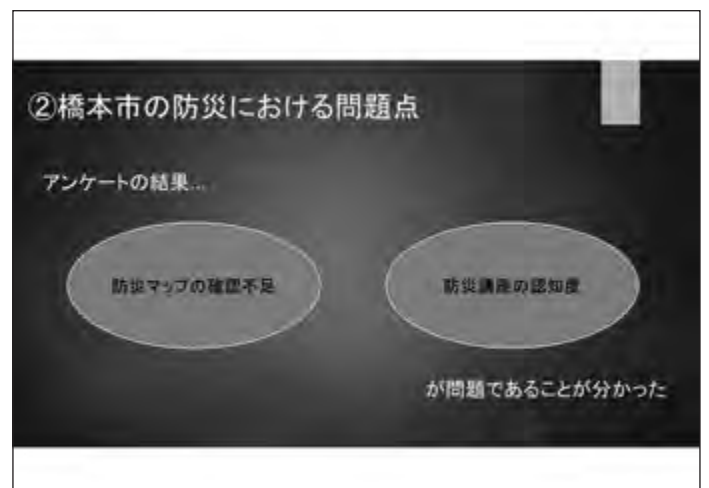 ②橋本市の防災における問題点
アンケートの結果...
防災マップの確認不足
防災講座の認知度
が問題であることが分かった